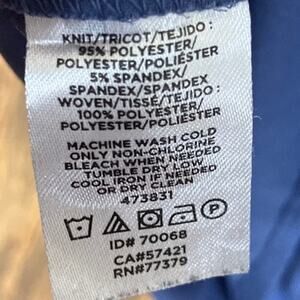 KNIT/TRICOT/TEJIDO :
95% POLYESTER/
POLYESTER/POLIÉSTER
5% SPANDEX/
SPANDEX/SPANDEX
WOVEN/TISSÉ/TEJIDO :
100% POLYESTER/
POLYESTER/POLIÉSTER
MACHINE WASH COLD
ONLY NON-CHLORINE
BLEACH WHEN NEEDED
TUMBLE DRY LOW
COOL IRON IF NEEDED
OR DRY CLEAN
473831
P
ID# 70068
CA#57421
RN#77379